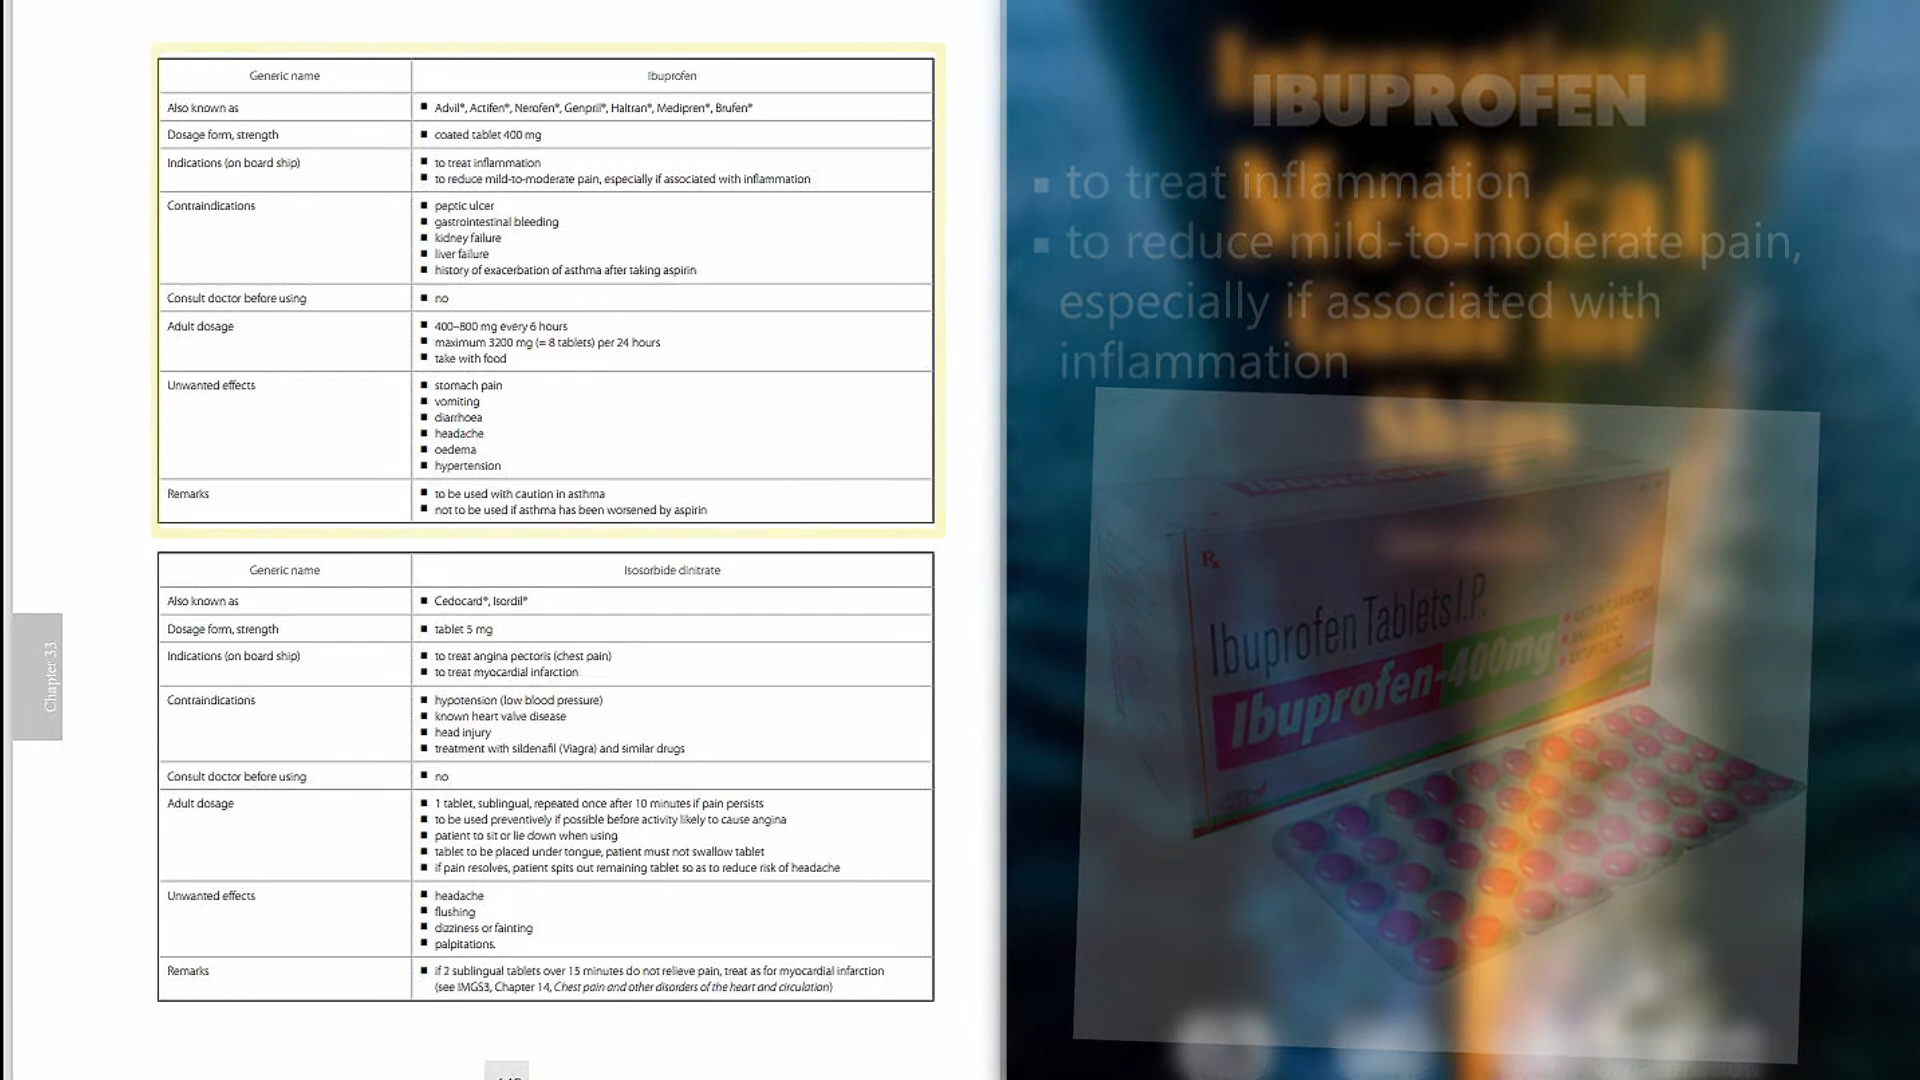 Generic name Ibuprofen
Also known as ▪ Advil®, Actifen®, Nerofen®, Genpril®, Haltran®, Medipren®, Brufen®
Dosage form, strength ▪ coated tablet 400 mg
Indications (on board ship) ▪ to treat inflammation
▪ to reduce mild-to-moderate pain, especially if associated with inflammation
Contraindications ▪ peptic ulcer
▪ gastrointestinal bleeding
▪ kidney failure
▪ liver failure
▪ history of exacerbation of asthma after taking aspirin
Consult doctor before using ▪ no
Adult dosage ▪ 400–800 mg every 6 hours
▪ maximum 3200 mg (= 8 tablets) per 24 hours
▪ take with food
Unwanted effects ▪ stomach pain
▪ vomiting
▪ diarrhoea
▪ headache
▪ oedema
▪ hypertension
Remarks ▪ to be used with caution in asthma
▪ not to be used if asthma has been worsened by aspirin
Generic name Isosorbide dinitrate
Also known as ▪ Cedocard®, Isordil®
Dosage form, strength ▪ tablet 5 mg
Indications (on board ship) ▪ to treat angina pectoris (chest pain)
▪ to treat myocardial infarction
Contraindications ▪ hypotension (low blood pressure)
▪ known heart valve disease
▪ head injury
▪ treatment with sildenafil (Viagra) and similar drugs
Consult doctor before using ▪ no
Adult dosage ▪ 1 tablet, sublingual, repeated once after 10 minutes if pain persists
▪ to be used preventively if possible before activity likely to cause angina
▪ patient to sit or lie down when using
▪ tablet to be placed under tongue, patient must not swallow tablet
▪ if pain resolves, patient spits out remaining tablet so as to reduce risk of headache
Unwanted effects ▪ headache
▪ flushing
▪ dizziness or fainting
▪ palpitations.
Remarks ▪ if 2 sublingual tablets over 15 minutes do not relieve pain, treat as for myocardial infarction
(see IMGS3, Chapter 14, Chest pain and other disorders of the heart and circulation)
Chapter 33
International
Medical
Guide for
Ships
IBUPROFEN
▪ to treat inflammation
▪ to reduce mild-to-moderate pain,
especially if associated with
inflammation
Ibuprofen
Rx
Ibuprofen Tablets I.P.
Ibuprofen-400mg